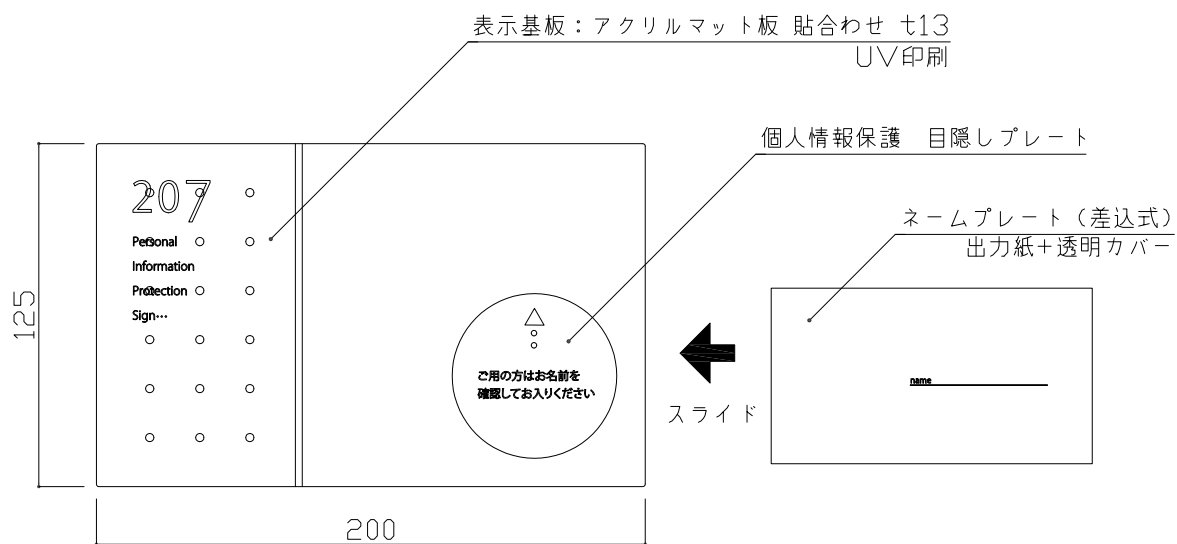 表示基板：アクリルマット板 貼合わせ t13
UV印刷
個人情報保護　目隠しプレート
ネームプレート（差込式）
出力紙+透明カバー
207
Personal
Information
Protection
Sign…
125
ご用の方はお名前を
確認してお入りください
スライド
name
200